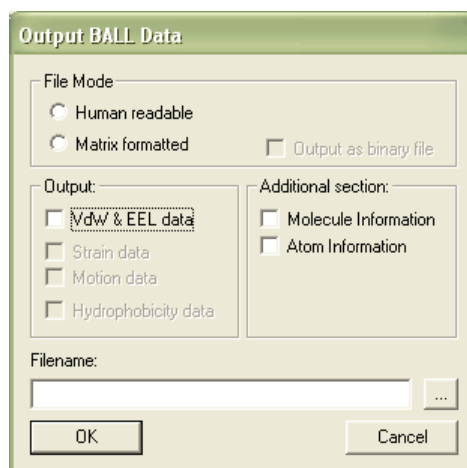 Output BALL Data
File Mode
Human readable
Matrix formatted
Output as binary file
Output:
VdW & EEL data
Strain data
Motion data
Hydrophobicity data
Additional section:
Molecule Information
Atom Information
Filename:
...
OK
Cancel